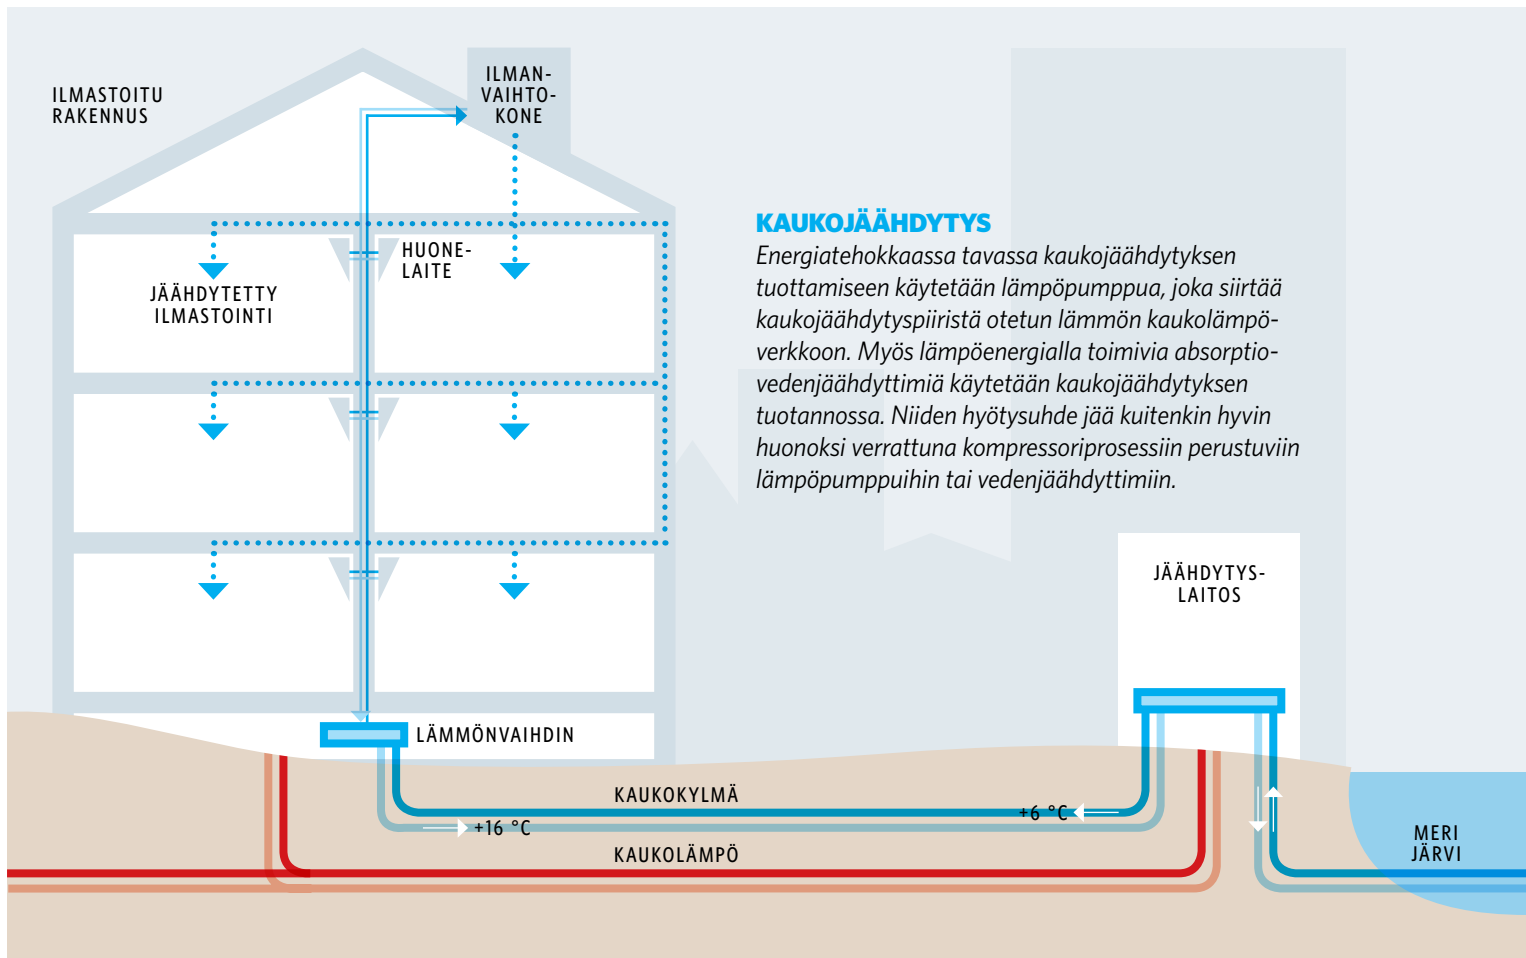 ILMASTOITU
RAKENNUS
ILMAN-
VAIHTO-
KONE
HUONE-
LAITE
JÄÄHDYTETTY
ILMASTOINTI
KAUKOJÄÄHDYTYS
Energiatehokkaassa tavassa kaukojäähdytyksen
tuottamiseen käytetään lämpöpumppua, joka siirtää
kaukojäähdytyspiiristä otetun lämmön kaukolämpö-
verkkoon. Myös lämpöenergialla toimivia absorptio-
vedenjäähdyttimiä käytetään kaukojäähdytyksen
tuotannossa. Niiden hyötysuhde jää kuitenkin hyvin
huonoksi verrattuna kompressoriprosessiin perustuviin
lämpöpumppuihin tai vedenjäähdyttimiin.
JÄÄHDYTYS-
LAITOS
LÄMMÖNVAIHDIN
KAUKOKYLMÄ
+6 °C
+16 °C
KAUKOLÄMPÖ
MERI
JÄRVI